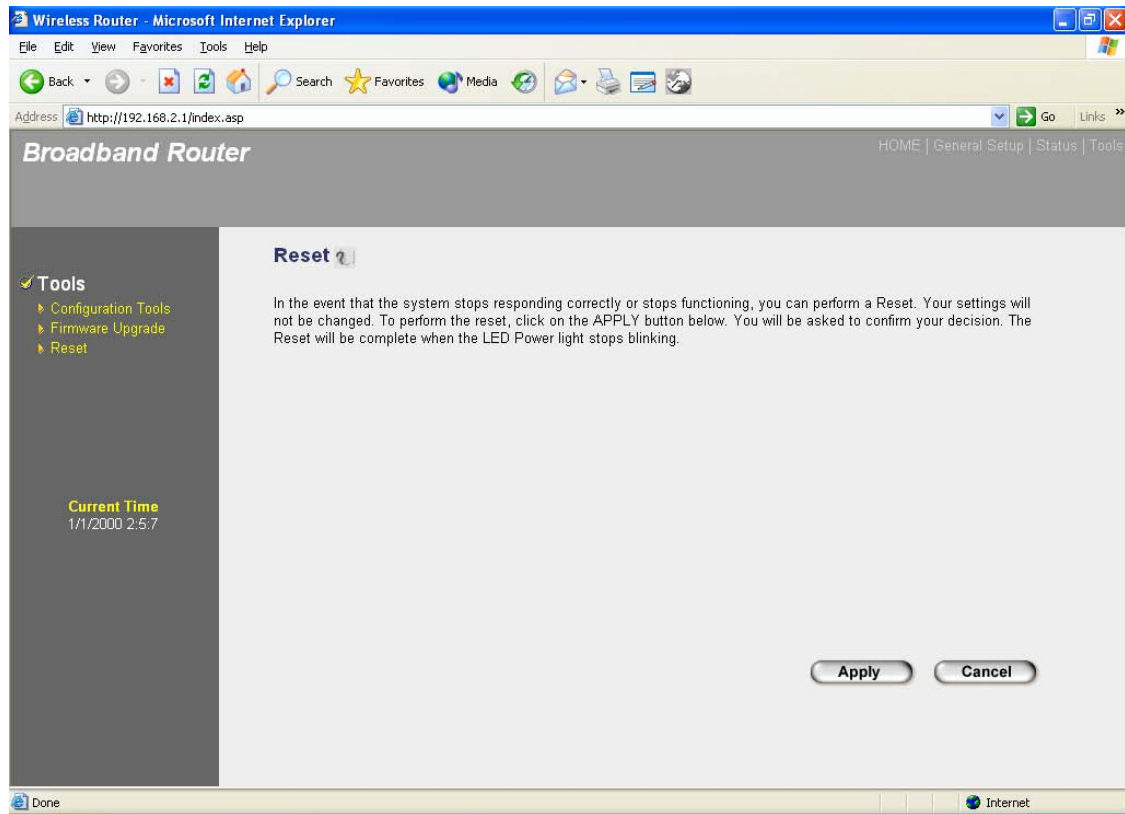 Wireless Router - Microsoft Internet Explorer
File Edit View Favorites Tools Help
Back Search Favorites Media
Address http://192.168.2.1/index.asp Go Links »
Broadband Router
HOME | General Setup | Status | Tools
Tools
Configuration Tools
Firmware Upgrade
Reset
Current Time
1/1/2000 2:5:7
Reset
In the event that the system stops responding correctly or stops functioning, you can perform a Reset. Your settings will
not be changed. To perform the reset, click on the APPLY button below. You will be asked to confirm your decision. The
Reset will be complete when the LED Power light stops blinking.
Apply Cancel
Done Internet